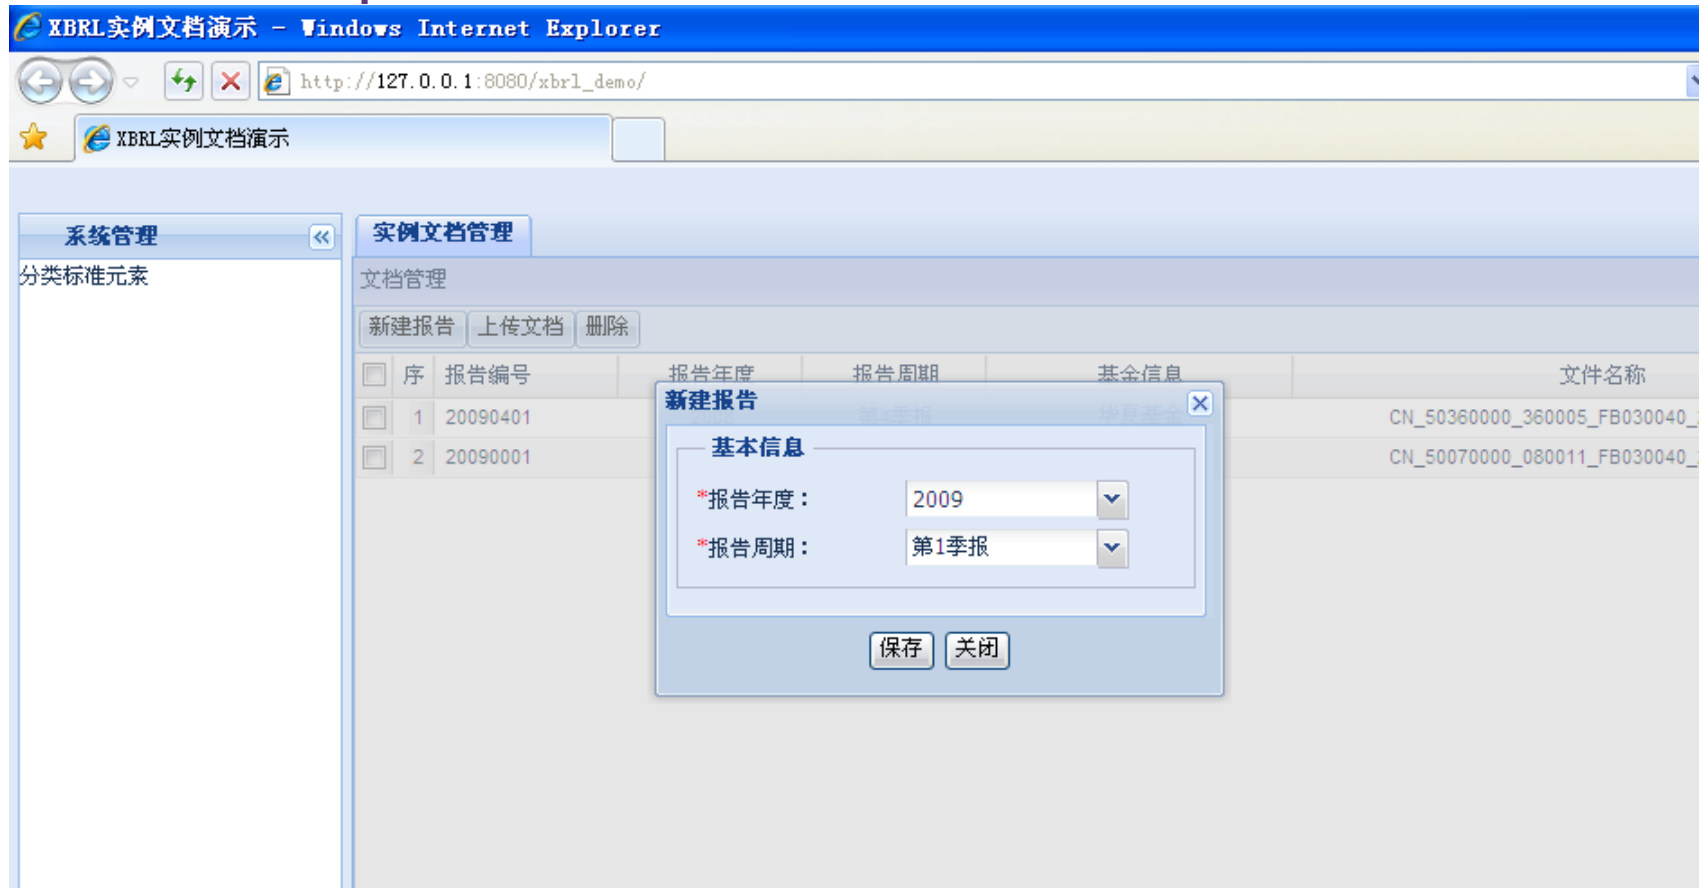 XBRL实例文档演示 - Windows Internet Explorer
http://127.0.0.1:8080/xbrl_demo/
XBRL实例文档演示
系统管理
实例文档管理
分类标准元素
文档管理
新建报告 上传文档 删除
序 报告编号 报告年度 报告周期 基金信息 文件名称
1 20090401 CN_50360000_360005_FB030040_
2 20090001 CN_50070000_080011_FB030040_
新建报告
基本信息
*报告年度： 2009
*报告周期： 第1季报
保存 关闭